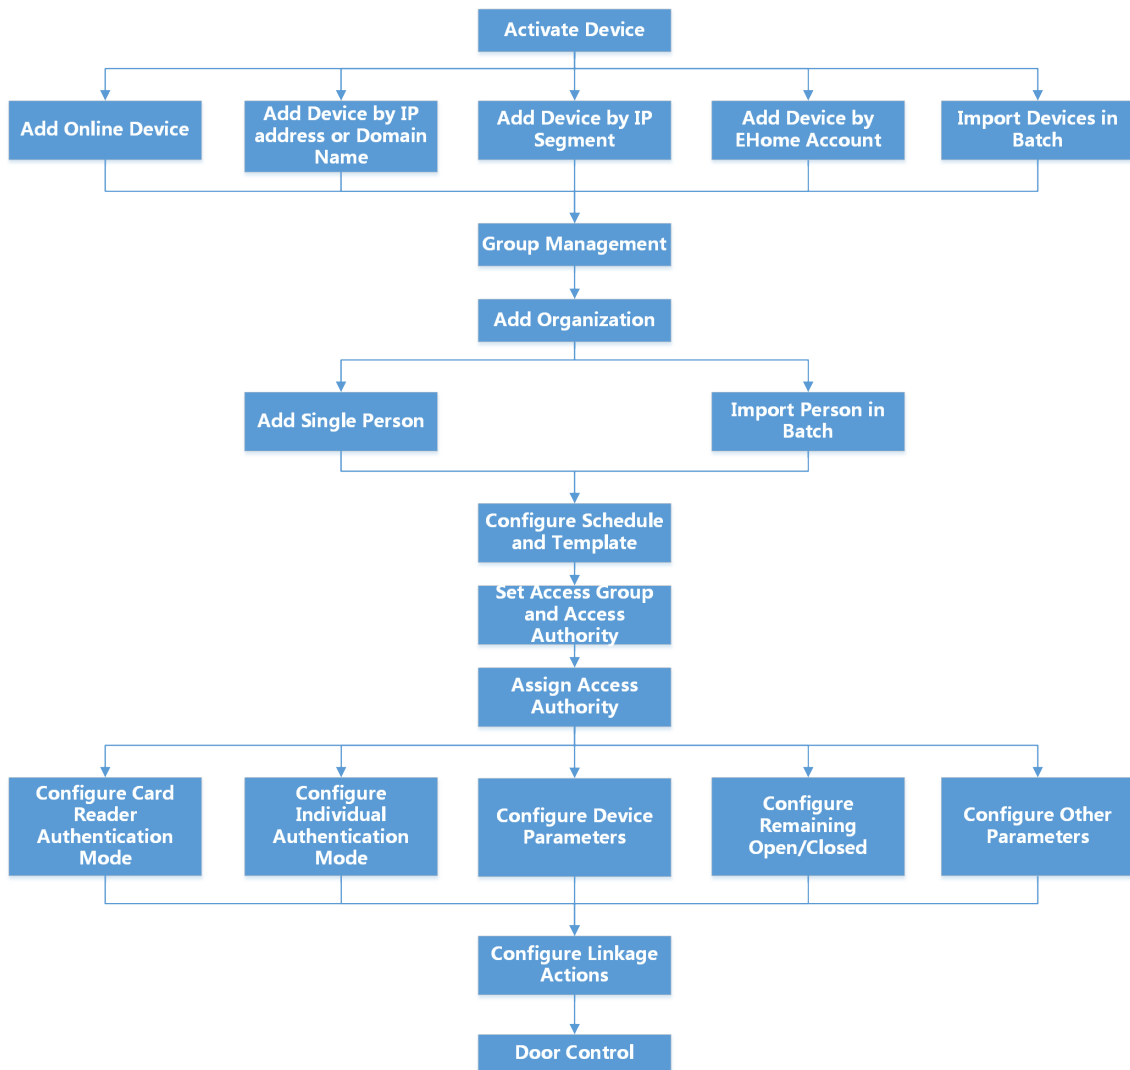 Activate Device
Add Online Device
Add Device by IP
address or Domain
Name
Add Device by IP
Segment
Add Device by
EHome Account
Import Devices in
Batch
Group Management
Add Organization
Add Single Person
Import Person in
Batch
Configure Schedule
and Template
Set Access Group
and Access
Authority
Assign Access
Authority
Configure Card
Reader
Authentication
Mode
Configure
Individual
Authentication
Mode
Configure Device
Parameters
Configure
Remaining
Open/Closed
Configure Other
Parameters
Configure Linkage
Actions
Door Control